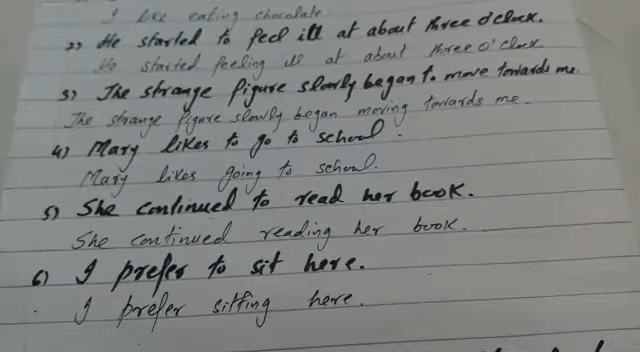 I like eating chocolate
2) He started to feel ill at about three o'clock.
He started feeling ill at about three o'clock
3) The strange figure slowly began to move towards me.
The strange figure slowly began moving towards me.
4) Mary likes to go to school.
Mary likes going to school.
5) She continued to read her book.
She continued reading her book.
6) I prefer to sit here.
I prefer sitting here.